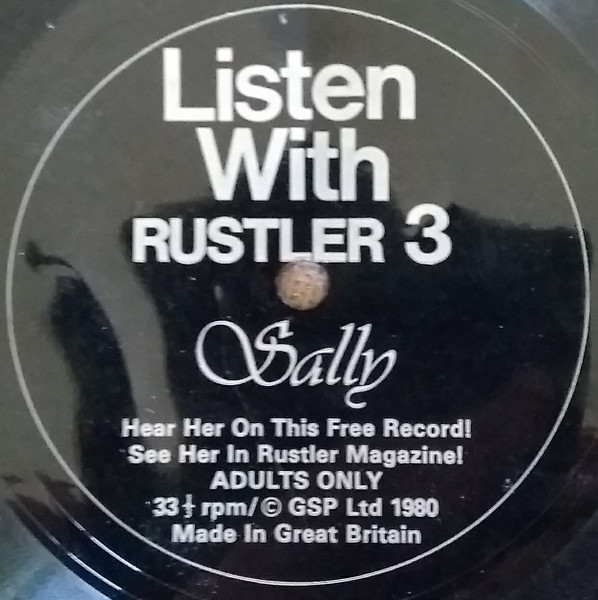 Listen
With
RUSTLER 3
Sally
Hear Her On This Free Record!
See Her In Rustler Magazine!
ADULTS ONLY
33⅓ rpm/© GSP Ltd 1980
Made In Great Britain